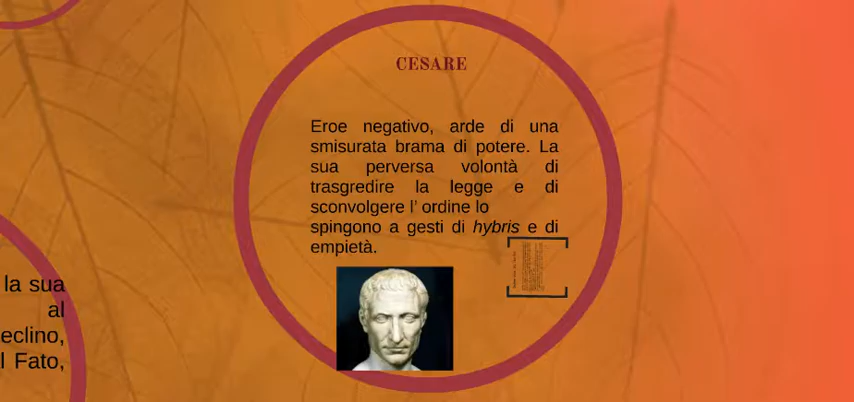 CESARE
Eroe negativo, arde di una
smisurata brama di potere. La
sua perversa volontà di
trasgredire la legge e di
sconvolgere l’ ordine lo
spingono a gesti di hybris e di
empietà.
la sua
al
eclino,
l Fato,